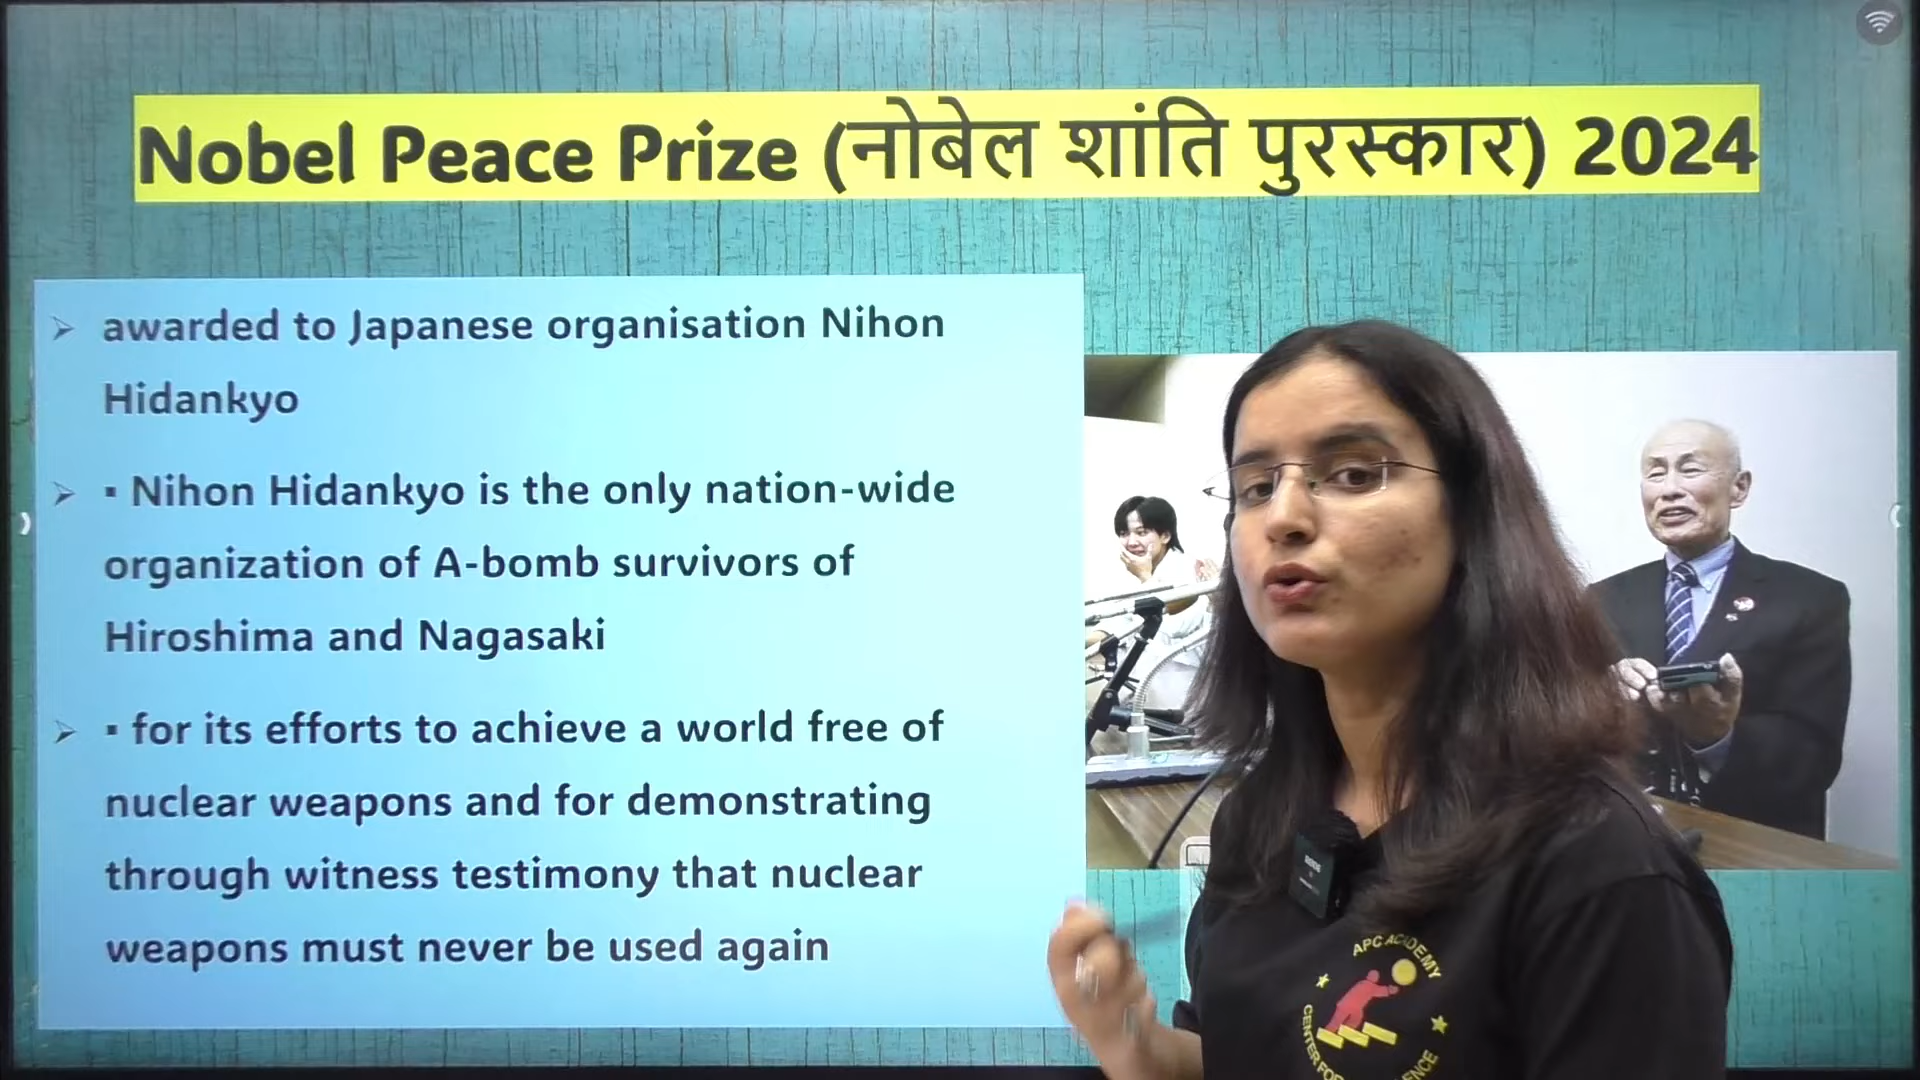 Nobel Peace Prize (नोबेल शांति पुरस्कार) 2024
➢ awarded to Japanese organisation Nihon
Hidankyo
➢ ▪ Nihon Hidankyo is the only nation-wide
organization of A-bomb survivors of
Hiroshima and Nagasaki
➢ ▪ for its efforts to achieve a world free of
nuclear weapons and for demonstrating
through witness testimony that nuclear
weapons must never be used again
APC ACADEMY
CENTER FOR